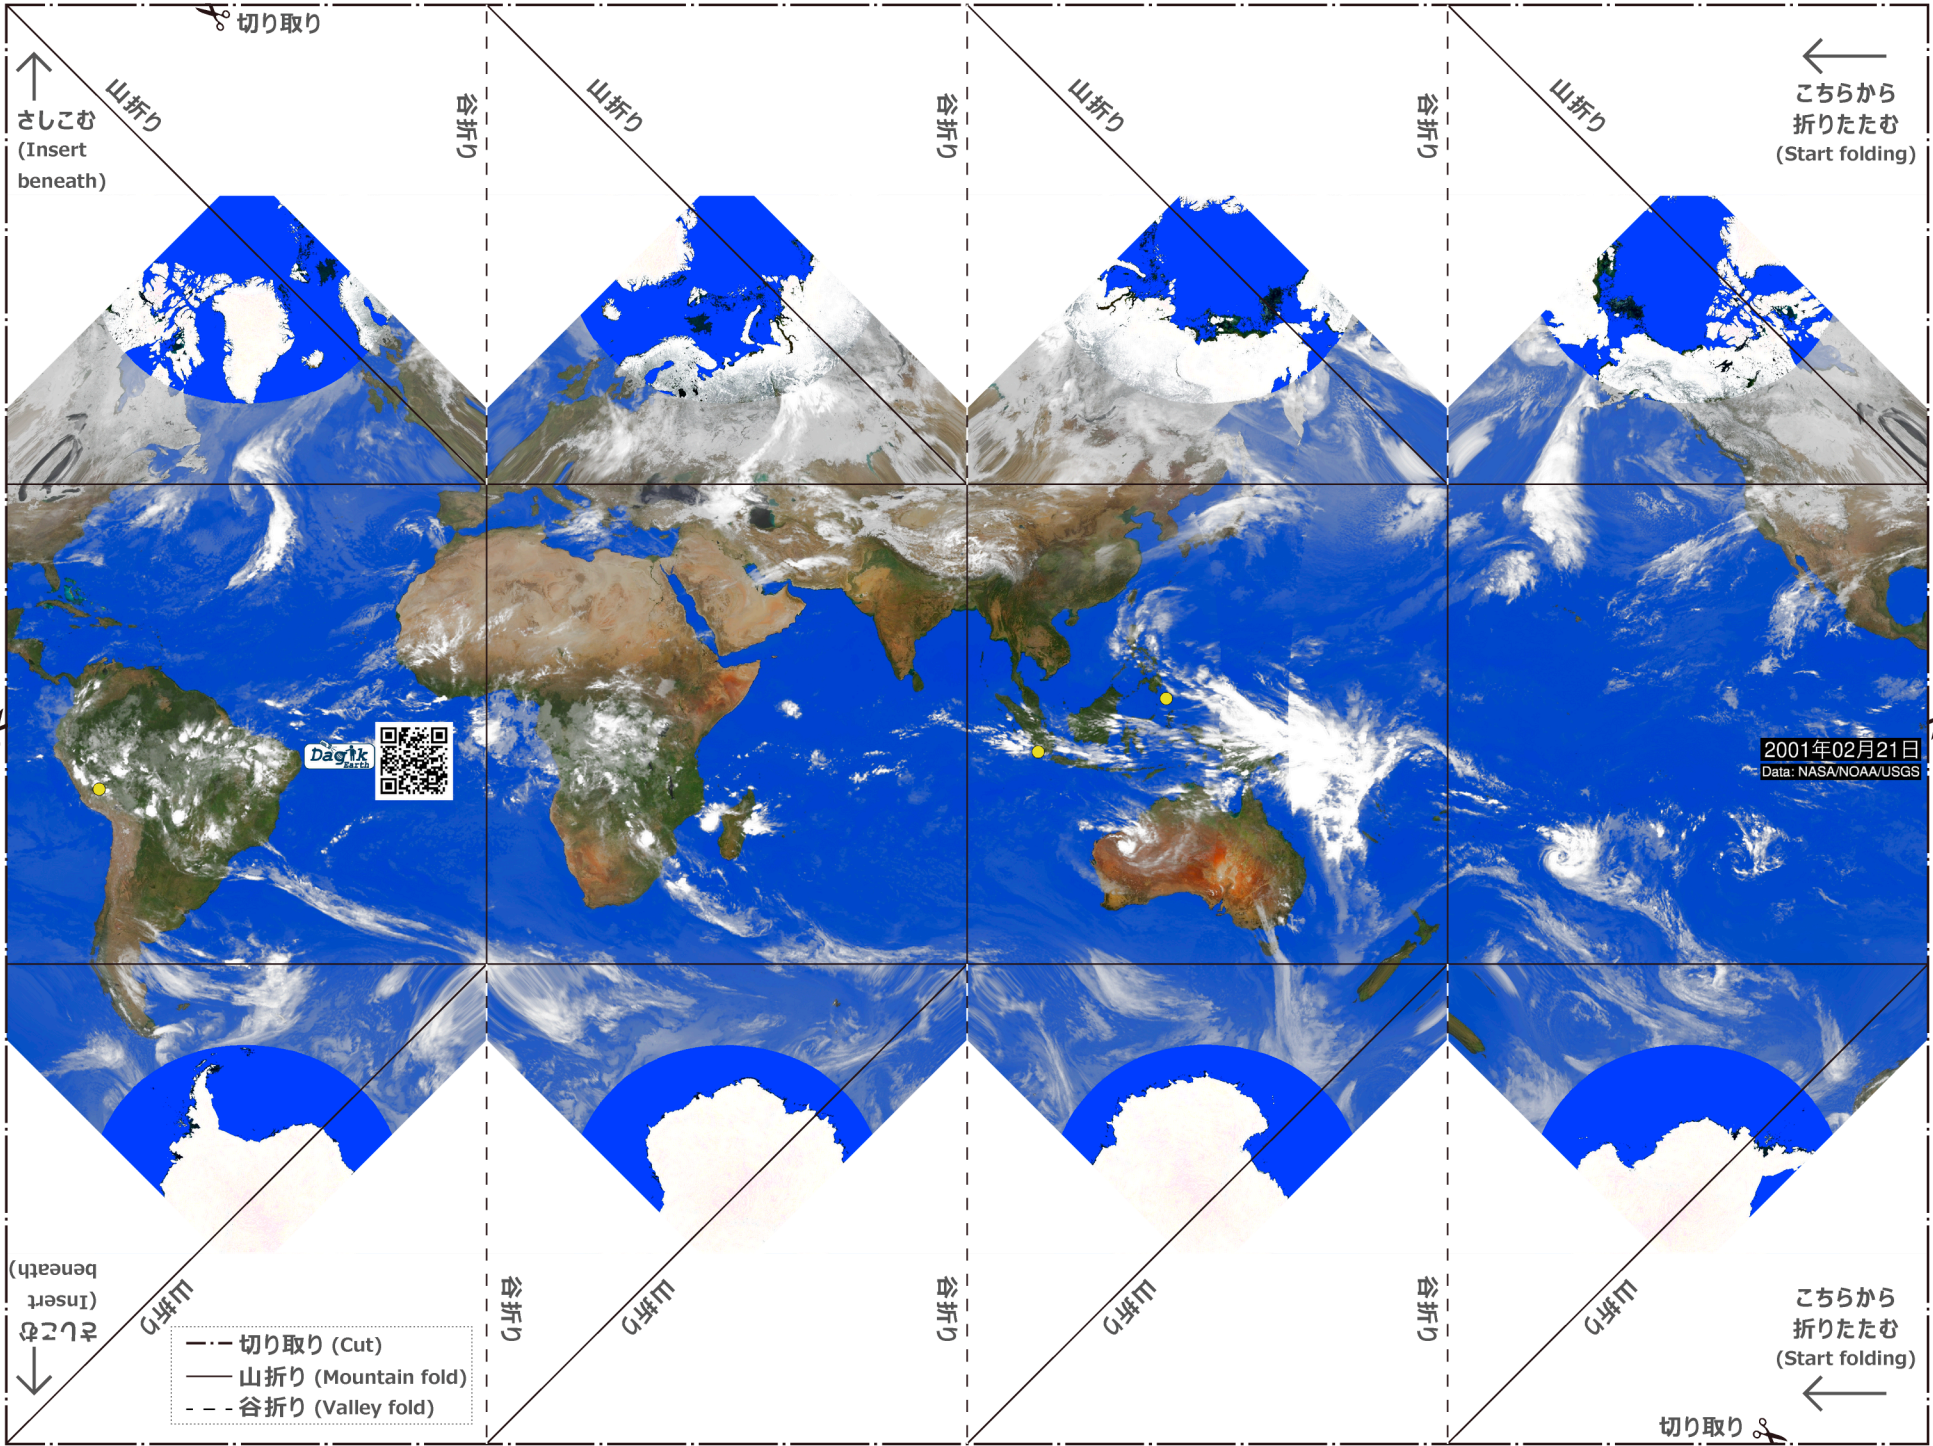 切り取り
山折り
谷折り
山折り
谷折り
山折り
谷折り
山折り
さしこむ
(Insert
beneath)
こちらから
折りたたむ
(Start folding)
Dagik
Earth
2001年02月21日
Data: NASA/NOAA/USGS
さしこむ
(Insert
beneath)
山折り
谷折り
山折り
谷折り
山折り
谷折り
山折り
切り取り (Cut)
山折り (Mountain fold)
谷折り (Valley fold)
こちらから
折りたたむ
(Start folding)
切り取り